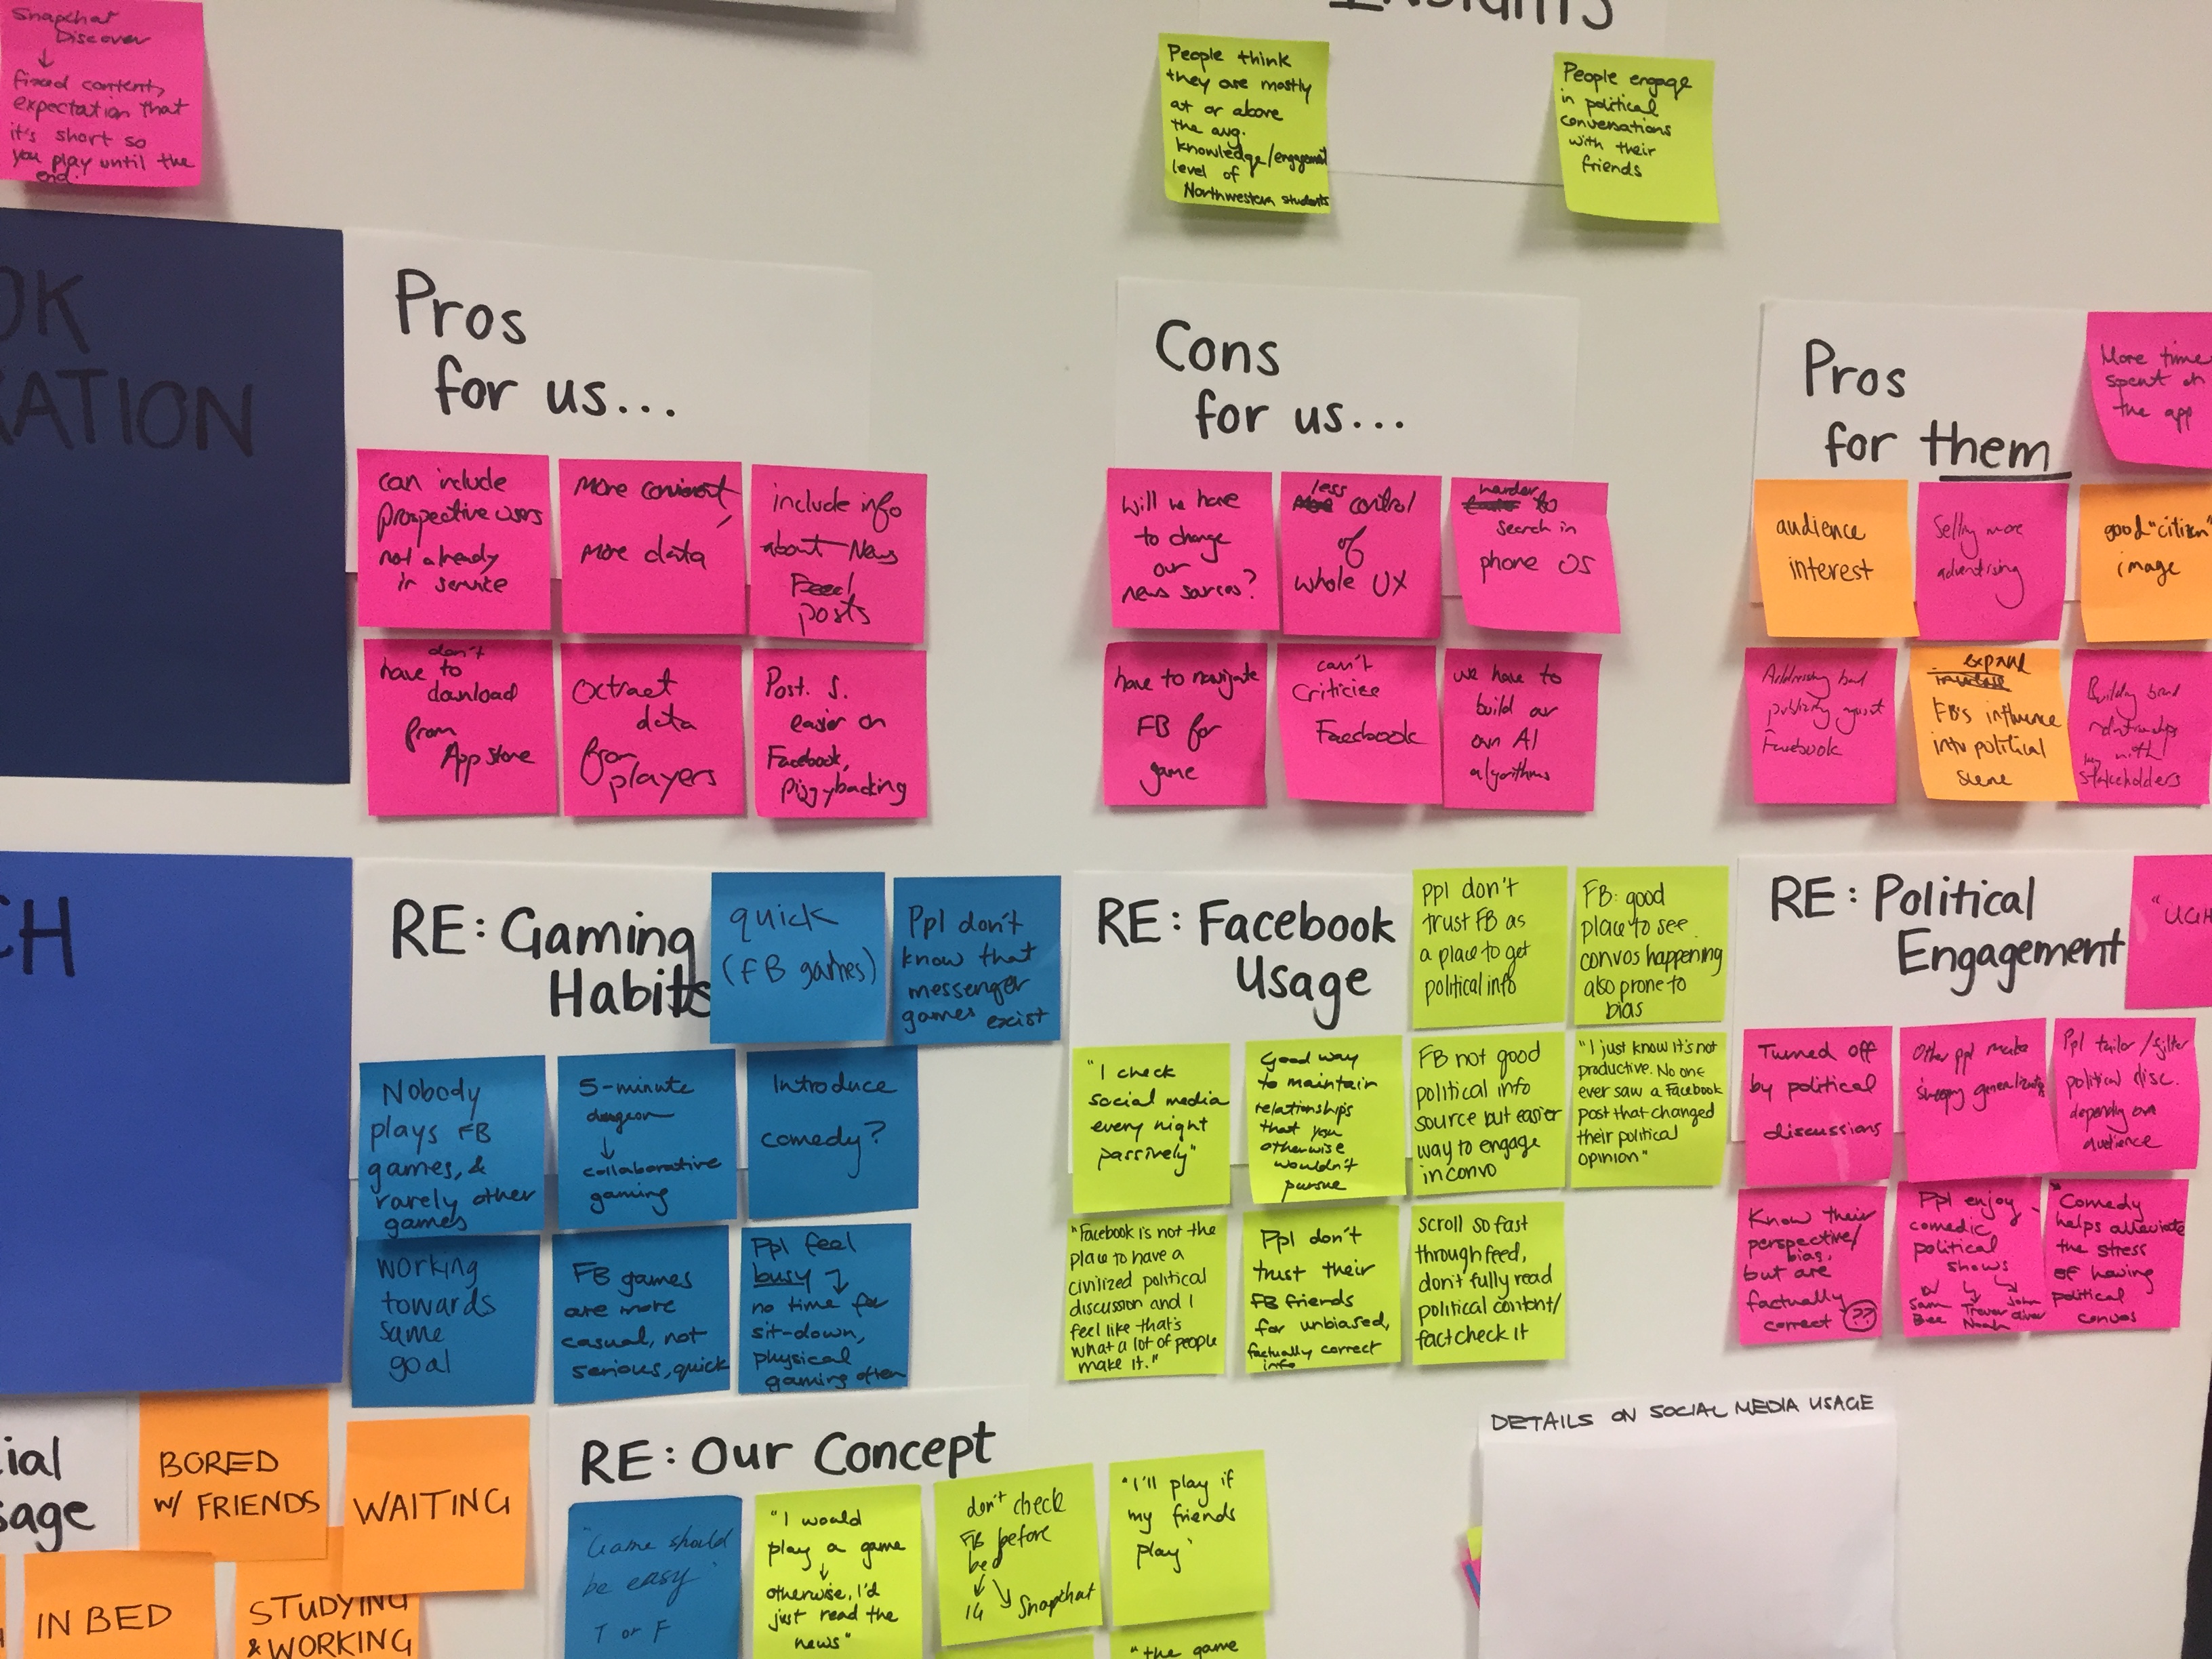 Snapchat
Discover
↓
fixed content,
expectation that
it's short so
you play until the
end.
INSIGHTS
People think
they are mostly
at or above
the avg.
knowledge/engagement
level of
Northwestern students
People engage
in political
conversations
with their
friends
OK
RATION
Pros
for us...
can include
prospective users
not already
in service
More
more data
include info
about News
Feed
posts
don't
have to
download
from
App store
data
from
players
Post. S.
easier on
Facebook,
piggybacking
Cons
for us...
Will we have
to change
our
news sources?
less
control
of
whole UX
harder
to
search in
phone OS
have to navigate
FB for
game
can't
Criticize
Facebook
we have to
build our
own AI
algorithms
Pros
for them
More time
spent on
the app
audience
interest
Selling more
advertising
good "citizen"
image
Addressing bad
publicity against
Facebook
expand
FB's influence
into political
scene
Building brand
relationships
key with
stakeholders
CH
RE: Gaming
Habits
quick
(FB games)
Ppl don't
know that
messenger
games exist
Nobody
plays FB
games, &
rarely other
games
5-minute
dungeon
↓
collaborative
gaming
Introduce
comedy?
working
towards
same
goal
FB games
are more
casual, not
serious, quick
Ppl feel
busy
no time for
sit-down,
physical
gaming often
RE: Facebook
Usage
ppl don't
trust FB as
a place to get
political info
FB: good
place to see
convos happening
also prone to
bias
"I check
social media
every night
passively"
Good way
to maintain
relationships
that you
otherwise
wouldn't
pursue
FB not good
political info
source but easier
way to engage
in convo
"I just know it's not
productive. No one
ever saw a Facebook
post that changed
their political
opinion"
"Facebook is not the
place to have a
civilized political
discussion and I
feel like that's
what a lot of people
make it."
Ppl don't
trust their
FB friends
for unbiased,
factually correct
info
scroll so fast
through feed,
don't fully read
political content/
fact check it
RE: Political
Engagement
"UGH
Turned off
by political
discussions
Other ppl make
sweeping generalizations
Ppl tailor/filter
political disc.
depending on
audience
Know their
perspective/
bias,
but are
factually
correct ??
Ppl enjoy
comedic
political
shows
Sam
Bee
Trevor
Noah
John
Oliver
"Comedy
helps alleviate
the stress
of having
political
convos
ial
sage
BORED
w/ FRIENDS
WAITING
IN BED
STUDYING
& WORKING
RE: Our Concept
"Game should
be easy"
T or F
"I would
play a game
↓
otherwise, I'd
just read the
news"
don't check
FB before
bed
IG Snapchat
"I'll play if
my friends
play"
"the game
DETAILS ON SOCIAL MEDIA USAGE